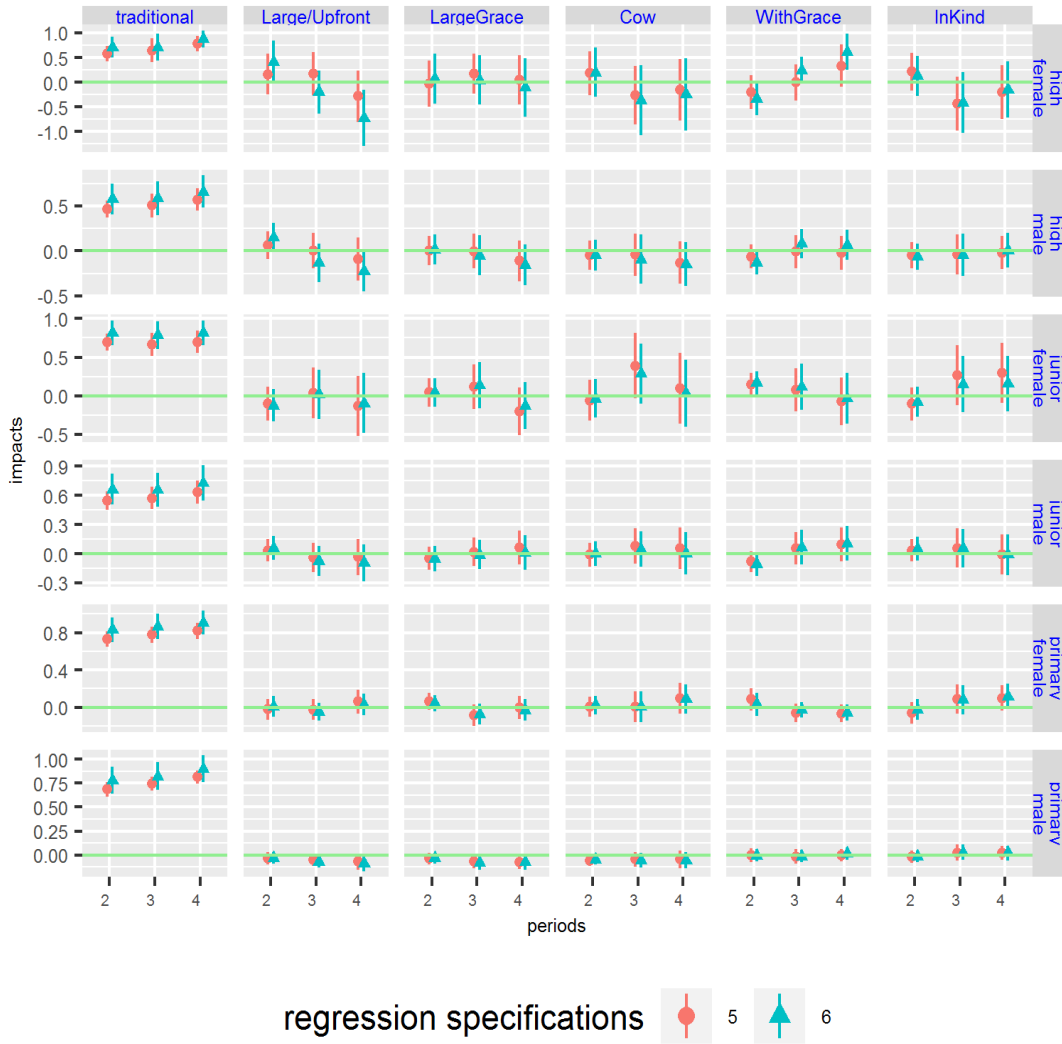 traditional Large/Upfront LargeGrace Cow WithGrace InKind
1.0
0.5
0.0
-0.5
-1.0
high
female
0.5
0.0
-0.5
high
male
1.0
0.5
0.0
-0.5
junior
female
0.9
0.6
0.3
0.0
-0.3
junior
male
0.8
0.4
0.0
primary
female
1.00
0.75
0.50
0.25
0.00
primary
male
impacts
2 3 4 2 3 4 2 3 4 2 3 4 2 3 4 2 3 4
periods
regression specifications 5 6